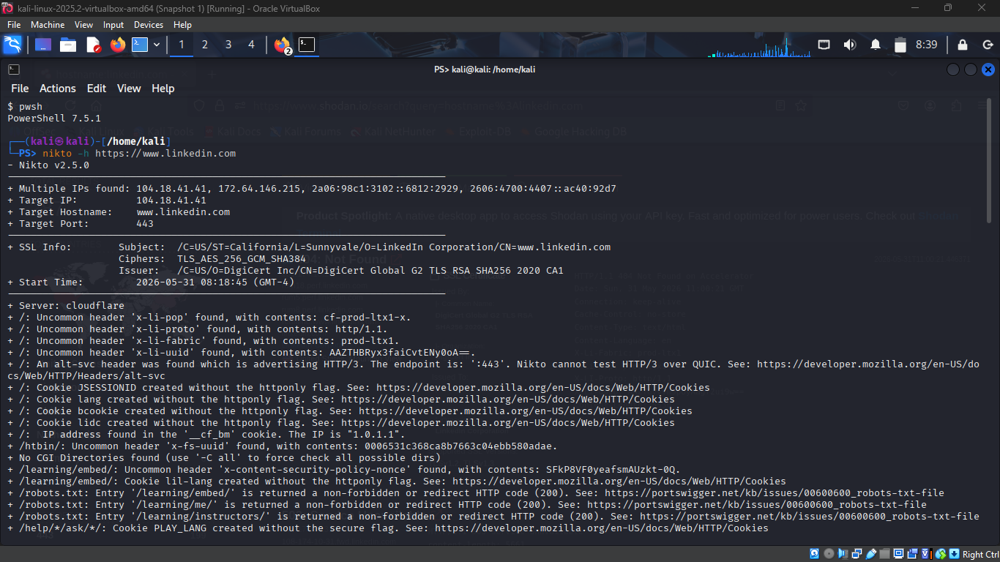 kali-linux-2025.2-virtualbox-amd64 (Snapshot 1) [Running] - Oracle VirtualBox
File Machine View Input Devices Help
1 2 3 4 2 8:39
PS> kali@kali: /home/kali
File Actions Edit View Help
$ pwsh
PowerShell 7.5.1
┌──(kali㉿kali)-[/home/kali]
└─PS> nikto -h https://www.linkedin.com
- Nikto v2.5.0
---------------------------------------------------------------------------
+ Multiple IPs found: 104.18.41.41, 172.64.146.215, 2a06:98c1:3102::6812:2929, 2606:4700:4407::ac40:92d7
+ Target IP: 104.18.41.41
+ Target Hostname: www.linkedin.com
+ Target Port: 443
---------------------------------------------------------------------------
+ SSL Info: Subject: /C=US/ST=California/L=Sunnyvale/O=LinkedIn Corporation/CN=www.linkedin.com
Ciphers: TLS_AES_256_GCM_SHA384
Issuer: /C=US/O=DigiCert Inc/CN=DigiCert Global G2 TLS RSA SHA256 2020 CA1
+ Start Time: 2026-05-31 08:18:45 (GMT-4)
---------------------------------------------------------------------------
+ Server: cloudflare
+ /: Uncommon header 'x-li-pop' found, with contents: cf-prod-ltx1-x.
+ /: Uncommon header 'x-li-proto' found, with contents: http/1.1.
+ /: Uncommon header 'x-li-fabric' found, with contents: prod-ltx1.
+ /: Uncommon header 'x-li-uuid' found, with contents: AAZTHBRyx3faiCvtENy0oA==.
+ /: An alt-svc header was found which is advertising HTTP/3. The endpoint is: ':443'. Nikto cannot test HTTP/3 over QUIC. See: https://developer.mozilla.org/en-US/do
cs/Web/HTTP/Headers/alt-svc
+ /: Cookie JSESSIONID created without the httponly flag. See: https://developer.mozilla.org/en-US/docs/Web/HTTP/Cookies
+ /: Cookie lang created without the httponly flag. See: https://developer.mozilla.org/en-US/docs/Web/HTTP/Cookies
+ /: Cookie bcookie created without the httponly flag. See: https://developer.mozilla.org/en-US/docs/Web/HTTP/Cookies
+ /: Cookie lidc created without the httponly flag. See: https://developer.mozilla.org/en-US/docs/Web/HTTP/Cookies
+ /: IP address found in the '__cf_bm' cookie. The IP is "1.0.1.1".
+ /htbin/: Uncommon header 'x-fs-uuid' found, with contents: 0006531c368ca8b7663c04ebb580adae.
+ No CGI Directories found (use '-C all' to force check all possible dirs)
+ /learning/embed/: Uncommon header 'x-content-security-policy-nonce' found, with contents: SFkP8VF0yeafsmAUzkt-0Q.
+ /learning/embed/: Cookie lil-lang created without the httponly flag. See: https://developer.mozilla.org/en-US/docs/Web/HTTP/Cookies
+ /robots.txt: Entry '/learning/embed/' is returned a non-forbidden or redirect HTTP code (200). See: https://portswigger.net/kb/issues/00600600_robots-txt-file
+ /robots.txt: Entry '/learning/me/' is returned a non-forbidden or redirect HTTP code (200). See: https://portswigger.net/kb/issues/00600600_robots-txt-file
+ /robots.txt: Entry '/learning/instructors/' is returned a non-forbidden or redirect HTTP code (200). See: https://portswigger.net/kb/issues/00600600_robots-txt-file
+ /help/*/ask/*/: Cookie PLAY_LANG created without the secure flag. See: https://developer.mozilla.org/en-US/docs/Web/HTTP/Cookies
Right Ctrl